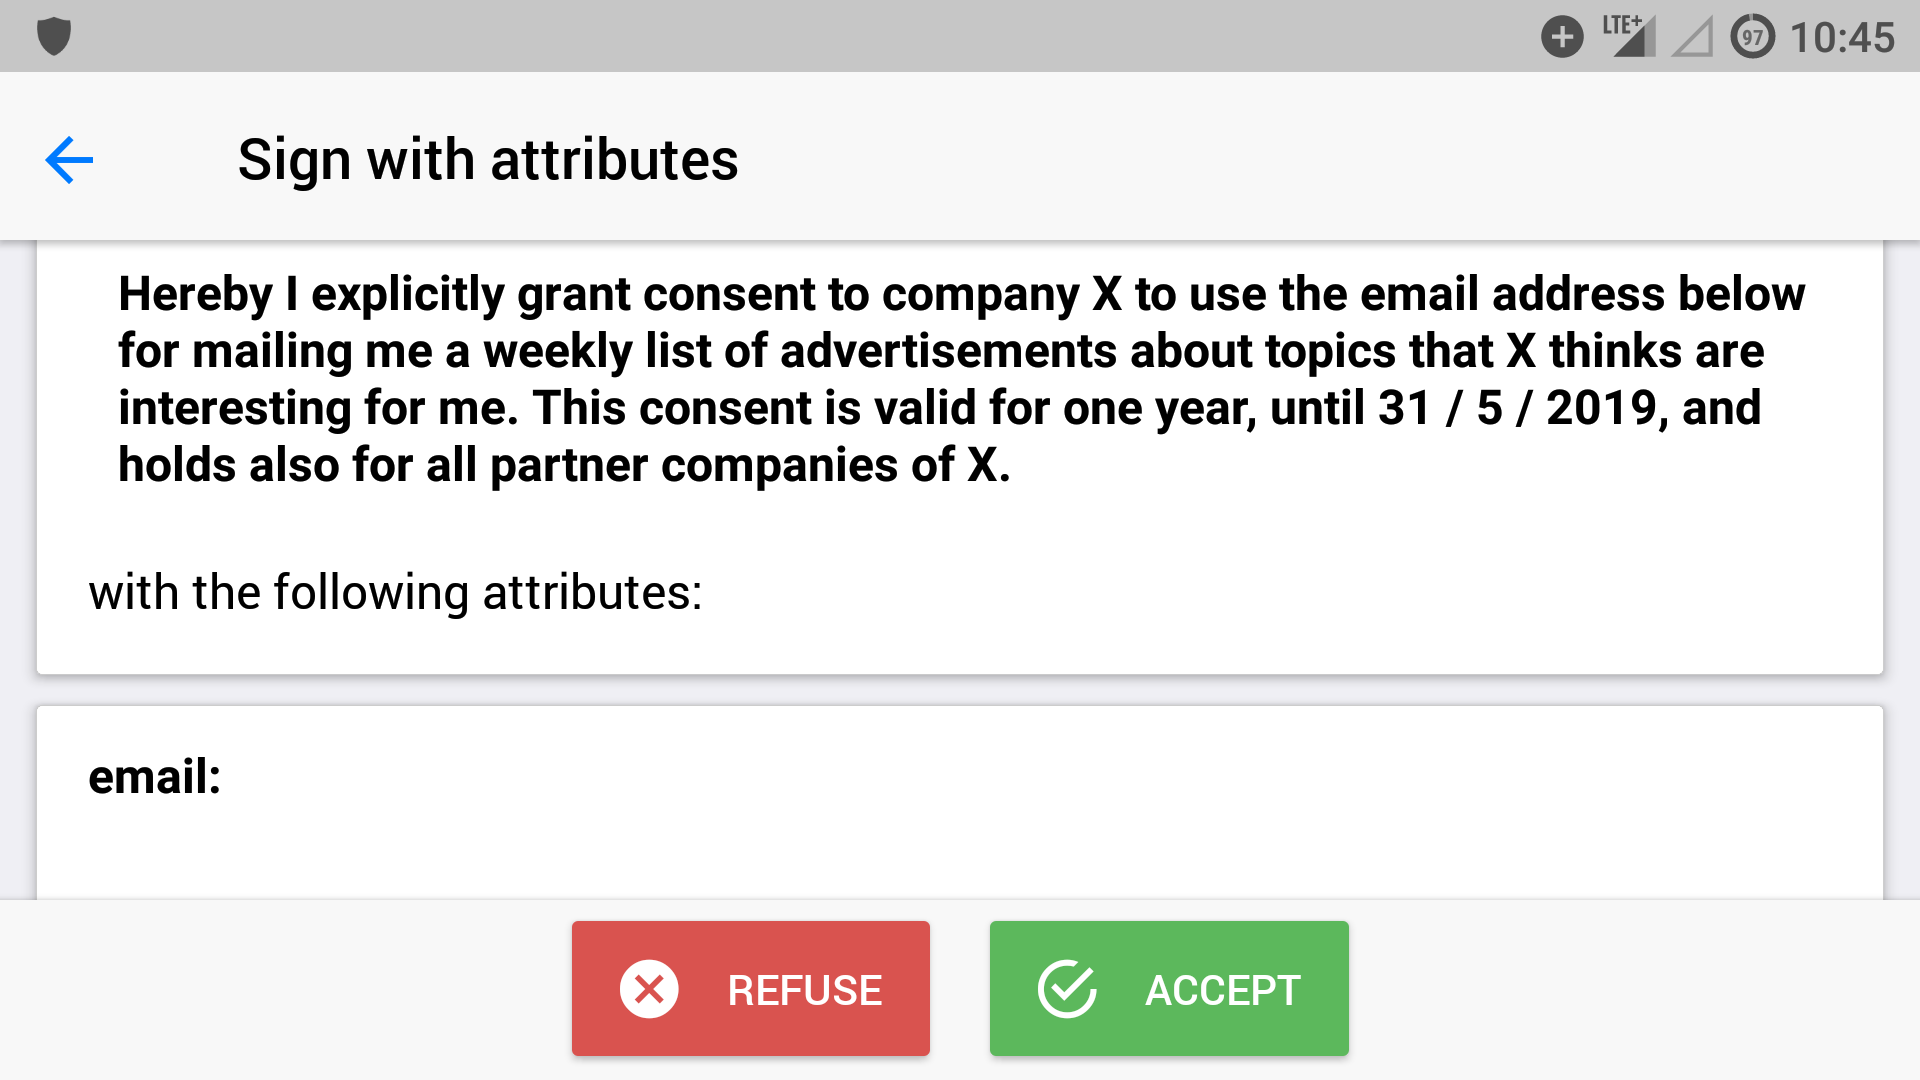 LTE+ 97 10:45
Sign with attributes
Hereby I explicitly grant consent to company X to use the email address below
for mailing me a weekly list of advertisements about topics that X thinks are
interesting for me. This consent is valid for one year, until 31 / 5 / 2019, and
holds also for all partner companies of X.
with the following attributes:
email:
REFUSE ACCEPT